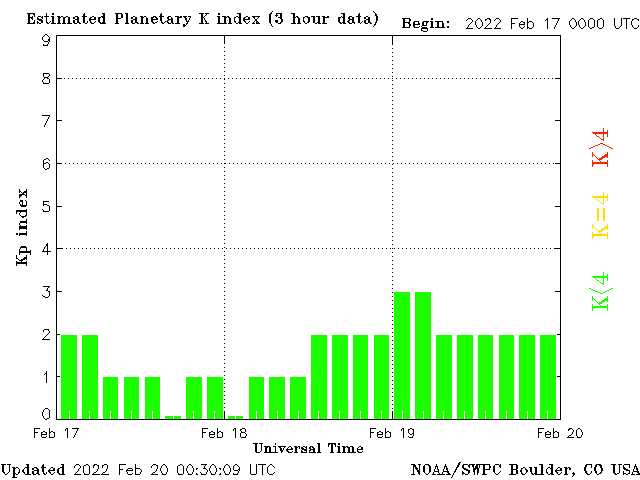 Estimated Planetary K index (3 hour data)
Begin: 2022 Feb 17 0000 UTC
9
8
7
6
5
4
3
2
1
0
Kp index
K>4
K=4
K<4
Feb 17
Feb 18
Feb 19
Feb 20
Universal Time
Updated 2022 Feb 20 00:30:09 UTC
NOAA/SWPC Boulder, CO USA